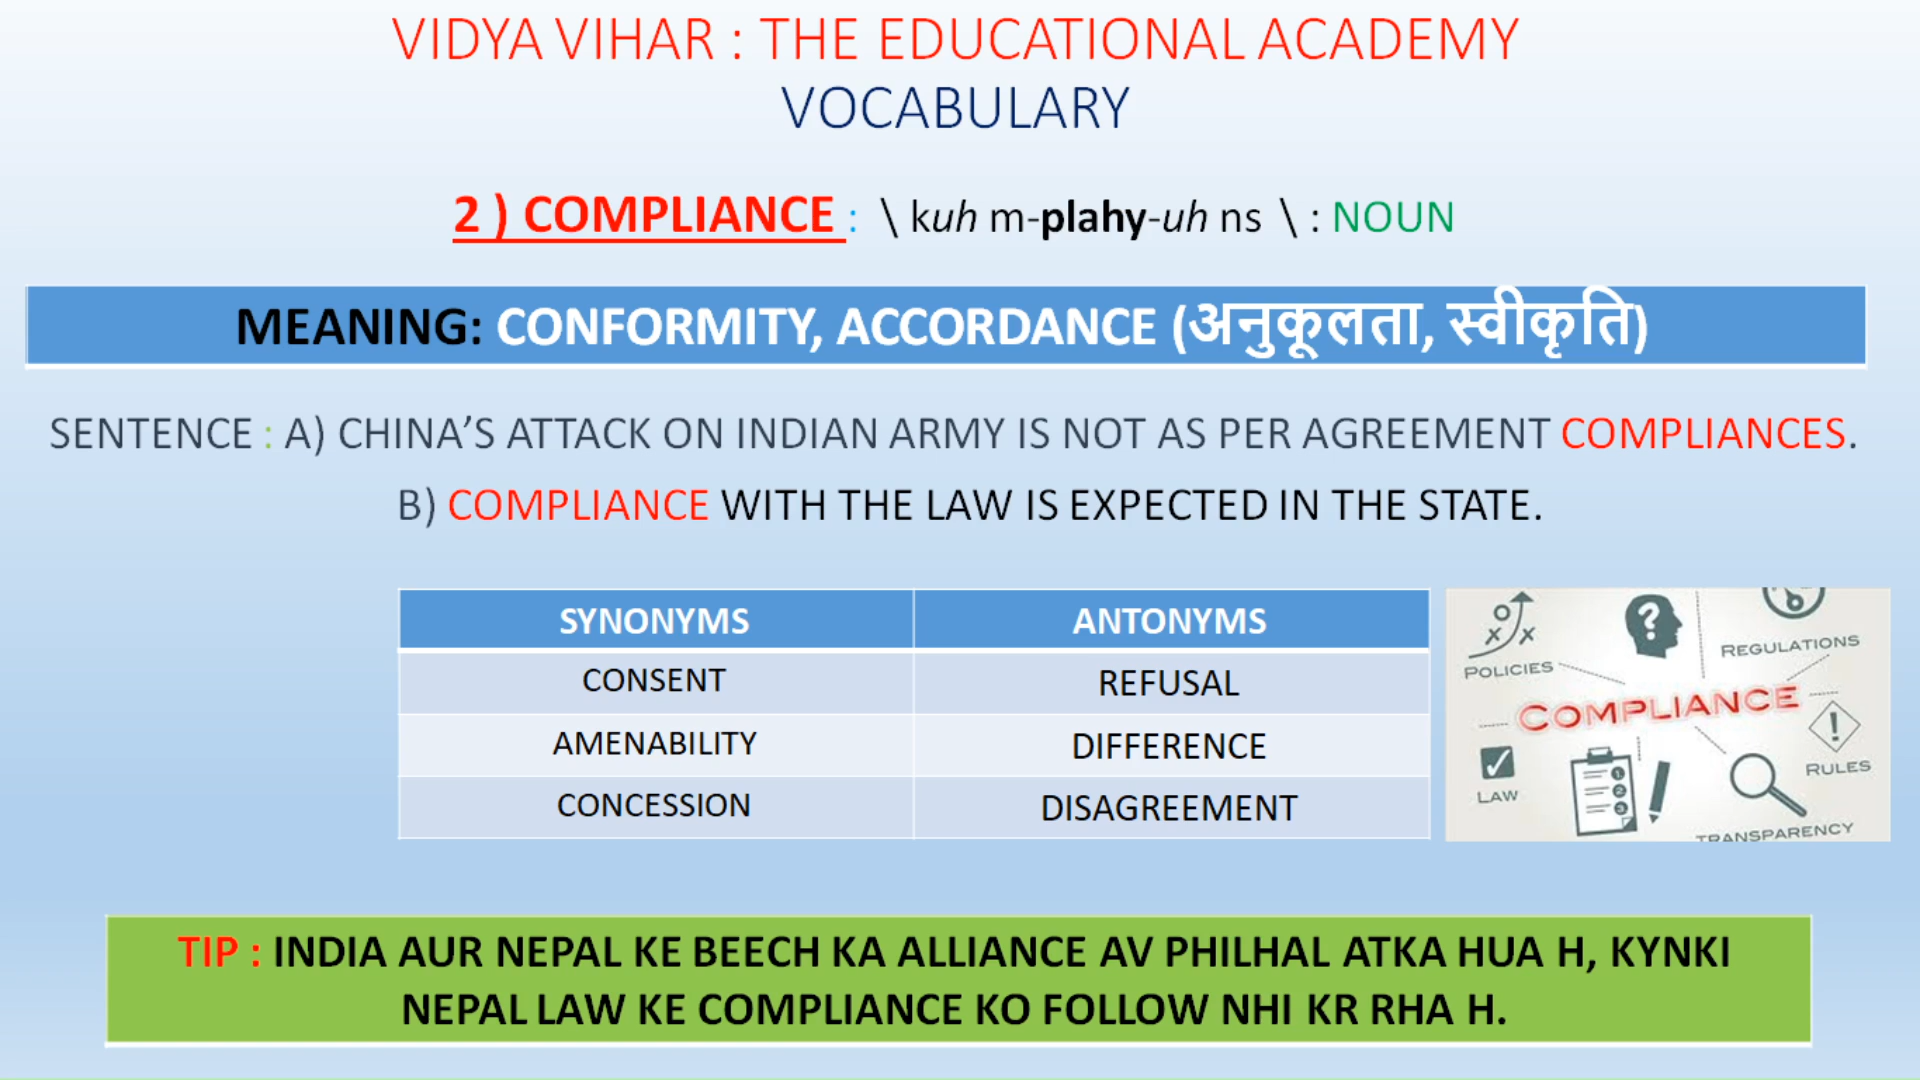 VIDYA VIHAR : THE EDUCATIONAL ACADEMY
VOCABULARY
2 ) COMPLIANCE : \ kuh m-plahy-uh ns \ : NOUN
MEANING: CONFORMITY, ACCORDANCE (अनुकूलता, स्वीकृति)
SENTENCE : A) CHINA’S ATTACK ON INDIAN ARMY IS NOT AS PER AGREEMENT COMPLIANCES.
B) COMPLIANCE WITH THE LAW IS EXPECTED IN THE STATE.
SYNONYMS ANTONYMS
CONSENT REFUSAL
AMENABILITY DIFFERENCE
CONCESSION DISAGREEMENT
POLICIES
REGULATIONS
COMPLIANCE
LAW
RULES
TRANSPARENCY
TIP : INDIA AUR NEPAL KE BEECH KA ALLIANCE AV PHILHAL ATKA HUA H, KYNKI
NEPAL LAW KE COMPLIANCE KO FOLLOW NHI KR RHA H.